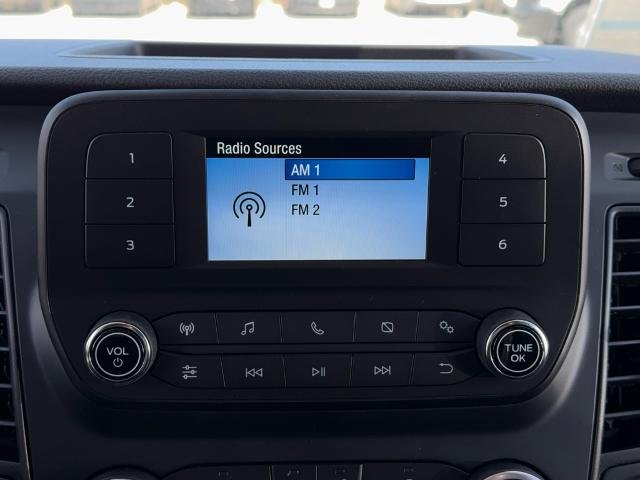 Radio Sources
AM 1
FM 1
FM 2
1
2
3
4
5
6
VOL
TUNE
OK